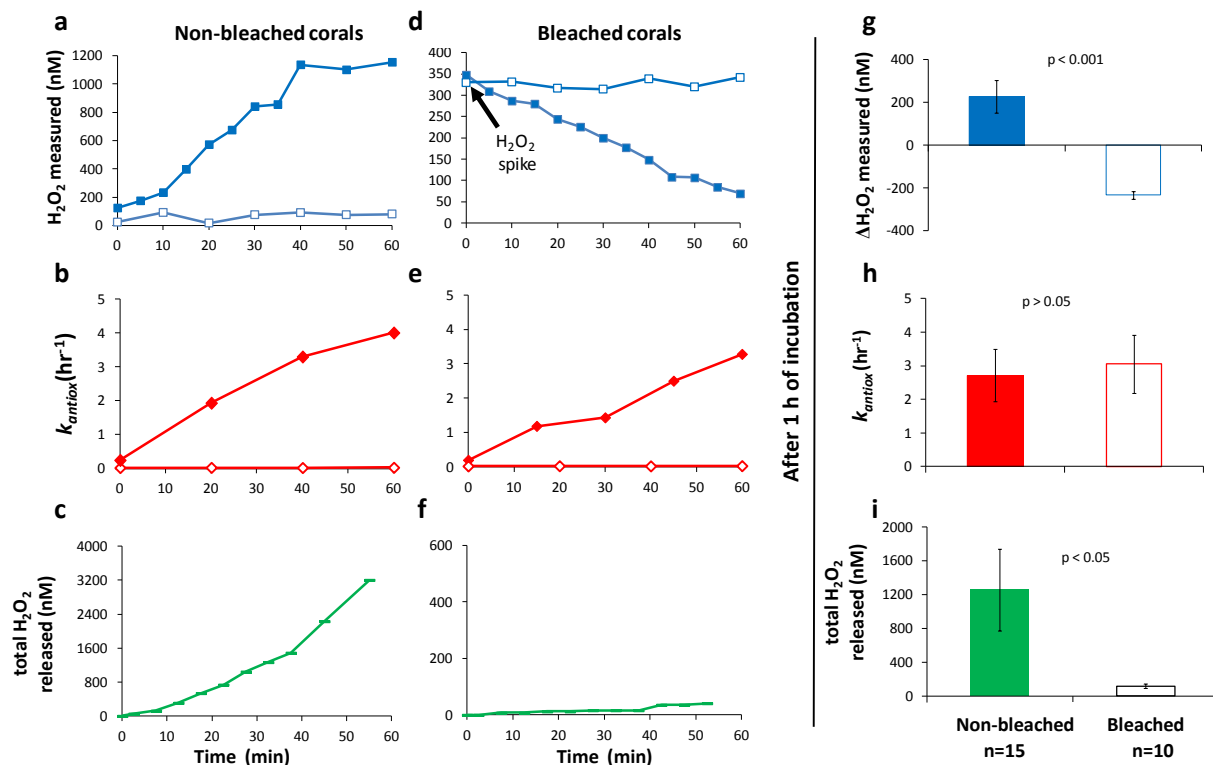 a
Non-bleached corals
H₂O₂ measured (nM)
1200
1000
800
600
400
200
0
0 10 20 30 40 50 60
d
Bleached corals
400
350
300
250
200
150
100
50
0
H₂O₂
spike
0 10 20 30 40 50 60
b
k_antiox (hr⁻¹)
5
4
3
2
1
0
0 20 40 60
e
5
4
3
2
1
0
0 10 20 30 40 50 60
c
total H₂O₂
released (nM)
4000
3200
2400
1600
800
0
0 10 20 30 40 50 60
Time (min)
f
600
400
200
0
0 10 20 30 40 50 60
Time (min)
After 1 h of incubation
g
p < 0.001
ΔH₂O₂ measured (nM)
400
200
0
-200
-400
h
p > 0.05
k_antiox (hr⁻¹)
5
4
3
2
1
0
i
p < 0.05
total H₂O₂
released (nM)
2000
1600
1200
800
400
0
Non-bleached Bleached
n=15 n=10